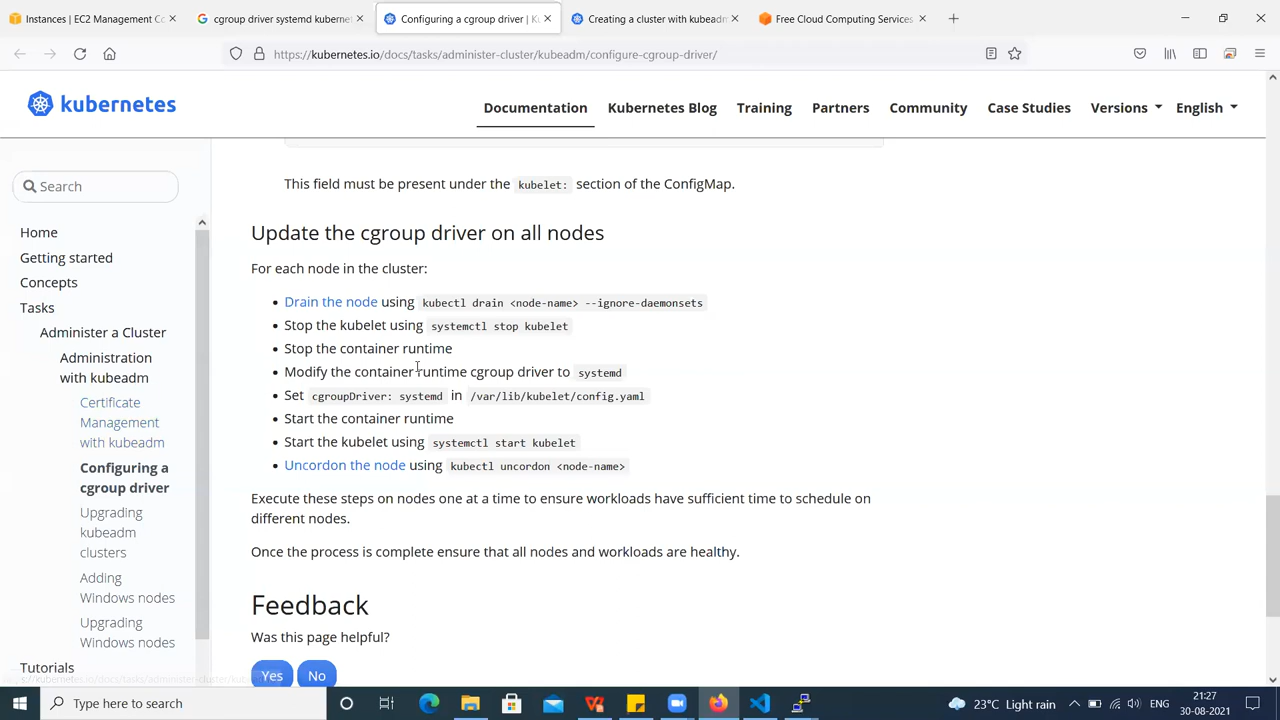 Instances | EC2 Management Co
cgroup driver systemd kubernet
Configuring a cgroup driver | Ku
Creating a cluster with kubeadm
Free Cloud Computing Services
https://kubernetes.io/docs/tasks/administer-cluster/kubeadm/configure-cgroup-driver/
kubernetes
Documentation
Kubernetes Blog
Training
Partners
Community
Case Studies
Versions
English
Search
Home
Getting started
Concepts
Tasks
Administer a Cluster
Administration
with kubeadm
Certificate
Management
with kubeadm
Configuring a
cgroup driver
Upgrading
kubeadm
clusters
Adding
Windows nodes
Upgrading
Windows nodes
Tutorials
This field must be present under the kubelet: section of the ConfigMap.
Update the cgroup driver on all nodes
For each node in the cluster:
• Drain the node using kubectl drain <node-name> --ignore-daemonsets
• Stop the kubelet using systemctl stop kubelet
• Stop the container runtime
• Modify the container runtime cgroup driver to systemd
• Set cgroupDriver: systemd in /var/lib/kubelet/config.yaml
• Start the container runtime
• Start the kubelet using systemctl start kubelet
• Uncordon the node using kubectl uncordon <node-name>
Execute these steps on nodes one at a time to ensure workloads have sufficient time to schedule on
different nodes.
Once the process is complete ensure that all nodes and workloads are healthy.
Feedback
Was this page helpful?
Yes
No
Type here to search
23°C Light rain
ENG
21:27
30-08-2021